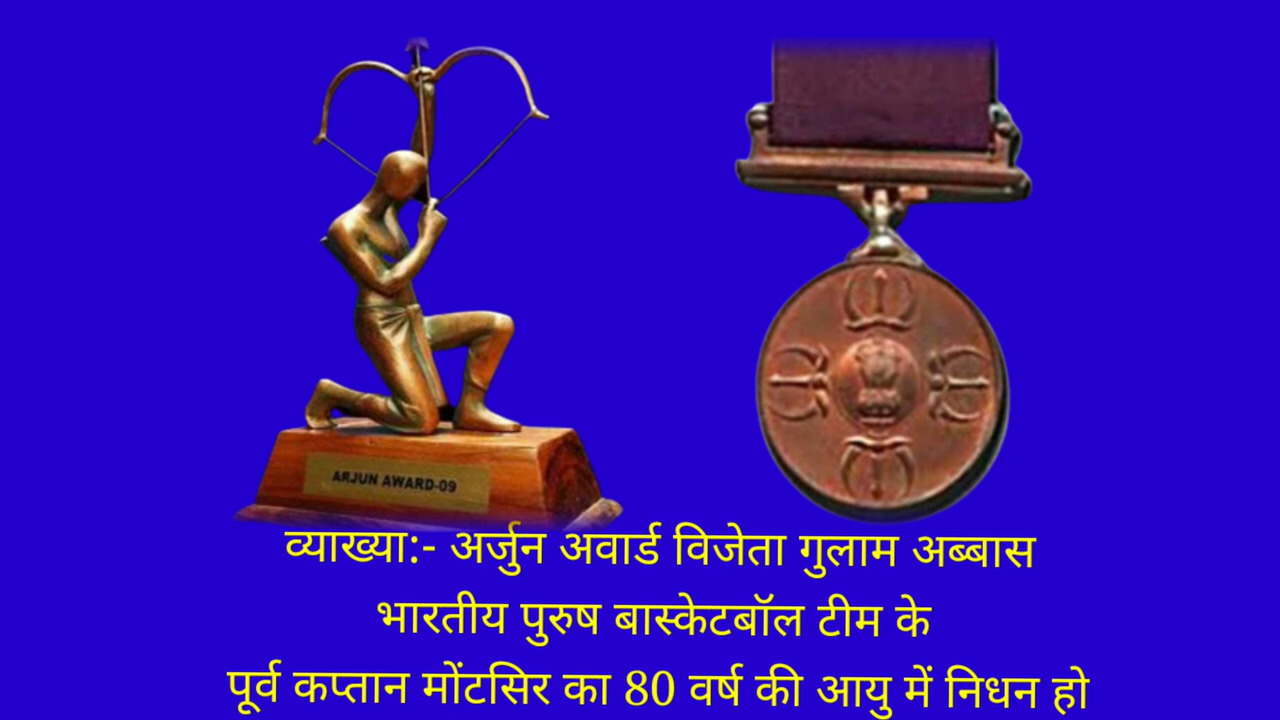 ARJUN AWARD-09
व्याख्या:- अर्जुन अवार्ड विजेता गुलाम अब्बास
भारतीय पुरुष बास्केटबॉल टीम के
पूर्व कप्तान मोंटसिर का 80 वर्ष की आयु में निधन हो